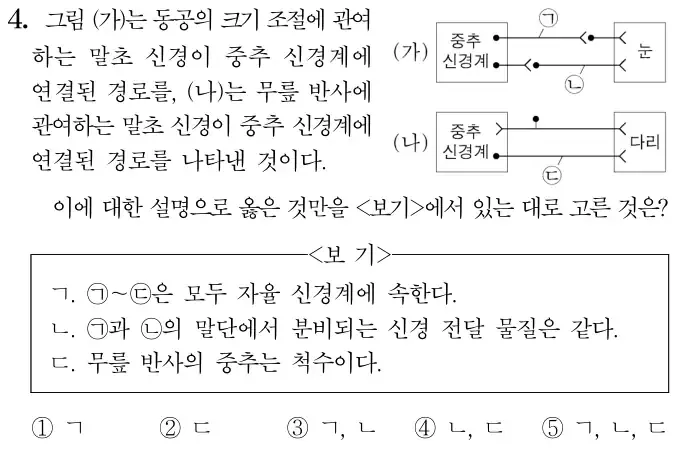 4. 그림 (가)는 동공의 크기 조절에 관여
하는 말초 신경이 중추 신경계에
연결된 경로를, (나)는 무릎 반사에
관여하는 말초 신경이 중추 신경계에
연결된 경로를 나타낸 것이다.
(가)
중추
신경계
㉠
㉡
눈
(나)
중추
신경계
㉢
다리
이에 대한 설명으로 옳은 것만을 <보기>에서 있는 대로 고른 것은?
<보 기>
ㄱ. ㉠~㉢은 모두 자율 신경계에 속한다.
ㄴ. ㉠과 ㉡의 말단에서 분비되는 신경 전달 물질은 같다.
ㄷ. 무릎 반사의 중추는 척수이다.
① ㄱ ② ㄷ ③ ㄱ, ㄴ ④ ㄴ, ㄷ ⑤ ㄱ, ㄴ, ㄷ